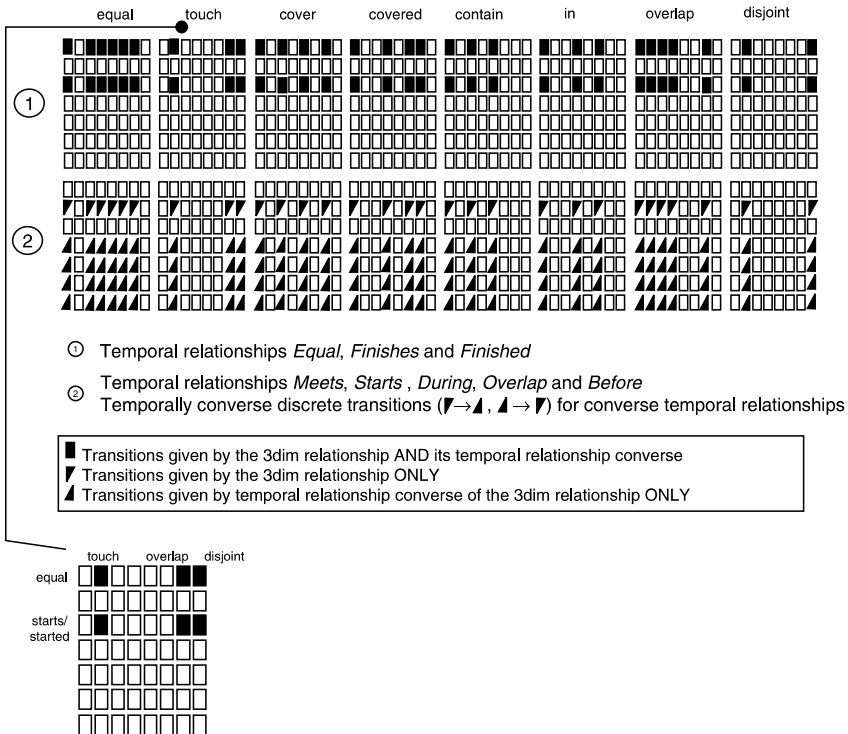 equal touch cover covered contain in overlap disjoint
1
2
1 Temporal relationships Equal, Finishes and Finished
2 Temporal relationships Meets, Starts , During, Overlap and Before
Temporally converse discrete transitions (◤→◢ , ◢→◤) for converse temporal relationships
Transitions given by the 3dim relationship AND its temporal relationship converse
Transitions given by the 3dim relationship ONLY
Transitions given by temporal relationship converse of the 3dim relationship ONLY
touch overlap disjoint
equal
starts/
started